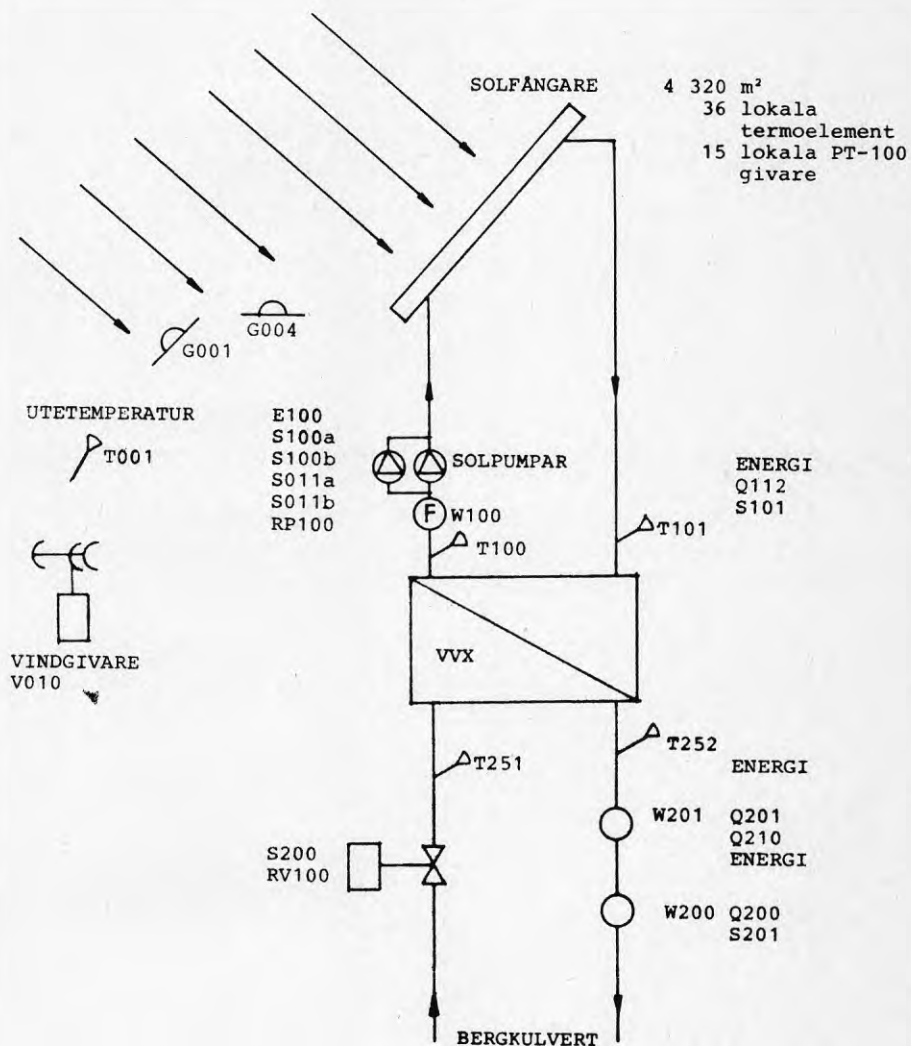 SOLFÅNGARE
4 320 m²
36 lokala
termoelement
15 lokala PT-100
givare
G004
G001
UTETEMPERATUR
T001
E100
S100a
S100b
S011a
S011b
RP100
SOLPUMPAR
F W100
T100
ENERGI
Q112
S101
T101
VINDGIVARE
V010
VVX
T251
T252
ENERGI
W201 Q201
Q210
ENERGI
S200
RV100
W200 Q200
S201
BERGKULVERT